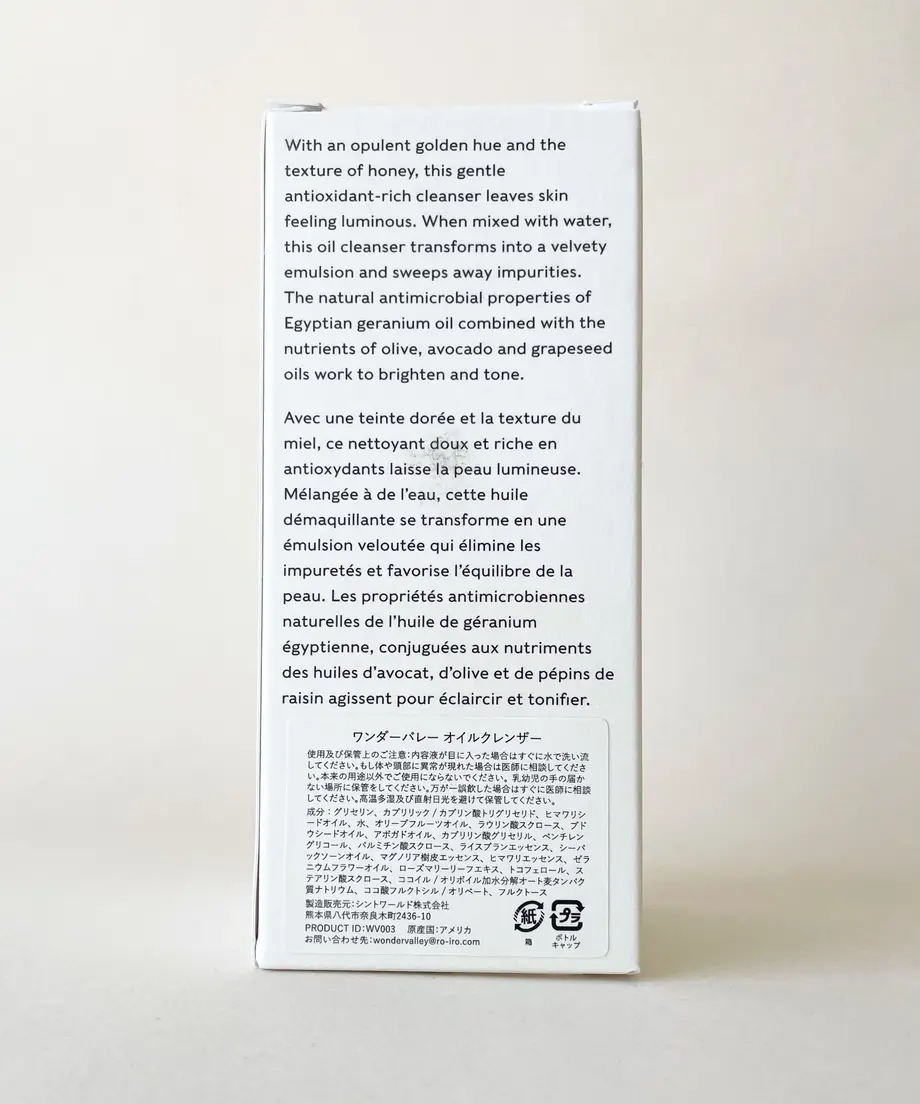 With an opulent golden hue and the
texture of honey, this gentle
antioxidant-rich cleanser leaves skin
feeling luminous. When mixed with water,
this oil cleanser transforms into a velvety
emulsion and sweeps away impurities.
The natural antimicrobial properties of
Egyptian geranium oil combined with the
nutrients of olive, avocado and grapeseed
oils work to brighten and tone.
Avec une teinte dorée et la texture du
miel, ce nettoyant doux et riche en
antioxydants laisse la peau lumineuse.
Mélangée à de l'eau, cette huile
démaquillante se transforme en une
émulsion veloutée qui élimine les
impuretés et favorise l'équilibre de la
peau. Les propriétés antimicrobiennes
naturelles de l'huile de géranium
égyptienne, conjuguées aux nutriments
des huiles d'avocat, d'olive et de pépins de
raisin agissent pour éclaircir et tonifier.
ワンダーバレー オイルクレンザー
使用及び保管上のご注意:内容液が目に入った場合はすぐに水で洗い流
してください。もし体や頭部に異常が現れた場合は医師に相談してくださ
い。本来の用途以外でご使用にならないでください。乳幼児の手の届か
ない場所に保管をしてください。万が一誤飲した場合はすぐに医師に相談
してください。高温多湿及び直射日光を避けて保管してください。
成分:グリセリン、カプリリック/カプリン酸トリグリセリド、ヒマワリシ
ードオイル、水、オリーブフルーツオイル、ラウリン酸スクロース、ブド
ウシードオイル、アボガドオイル、カプリリン酸グリセリル、ペンチレン
グリコール、パルミチン酸スクロース、ライスブランエッセンス、シーバ
ックソーンオイル、マグノリア樹皮エッセンス、ヒマワリエッセンス、ゼラ
ニウムフラワーオイル、ローズマリーリーフエキス、トコフェロール、ス
テアリン酸スクロース、ココイル/オリボイル加水分解オート麦タンパク
質ナトリウム、ココ酸フルクトシル/オリベート、フルクトース
製造販売元:シントワールド株式会社
熊本県八代市奈良木町2436-10
PRODUCT ID:WV003 原産国:アメリカ
お問い合わせ先:wondervalley@ro-iro.com
紙
箱
プラ
ボトル
キャップ